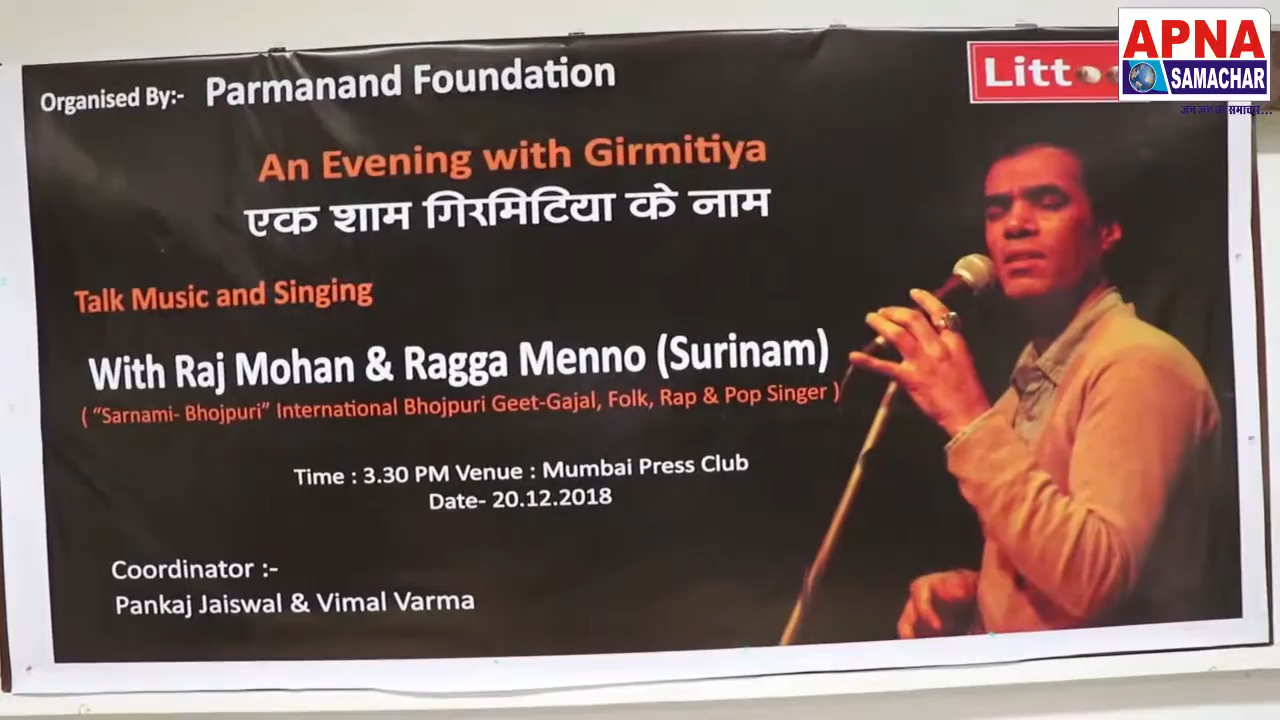 Organised By:- Parmanand Foundation
Litt
APNA
SAMACHAR
An Evening with Girmitiya
एक शाम गिरमिटिया के नाम
Talk Music and Singing
With Raj Mohan & Ragga Menno (Surinam)
( “Sarnami- Bhojpuri” International Bhojpuri Geet-Gajal, Folk, Rap & Pop Singer )
Time : 3.30 PM Venue : Mumbai Press Club
Date- 20.12.2018
Coordinator :-
Pankaj Jaiswal & Vimal Varma